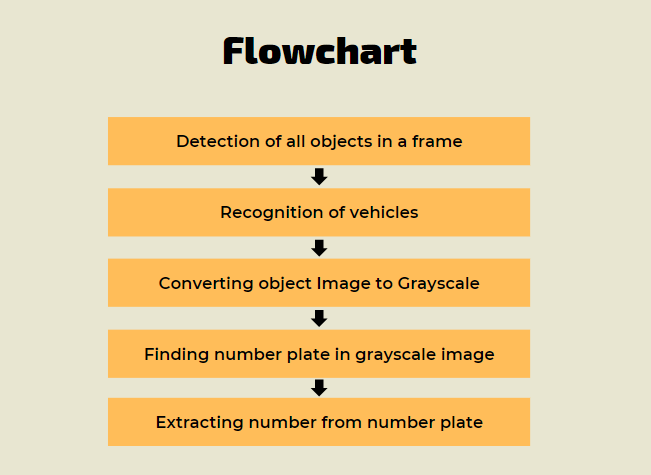 Flowchart
Detection of all objects in a frame
Recognition of vehicles
Converting object Image to Grayscale
Finding number plate in grayscale image
Extracting number from number plate